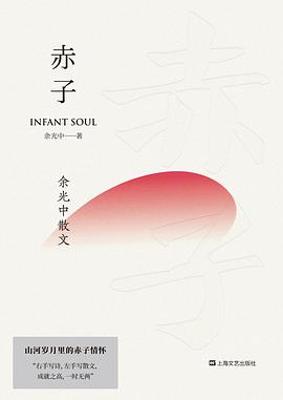 赤子
INFANT SOUL
余光中——著
余光中散文
赤子
山河岁月里的赤子情怀
“右手写诗，左手写散文，
成就之高，一时无两”
上海文艺出版社